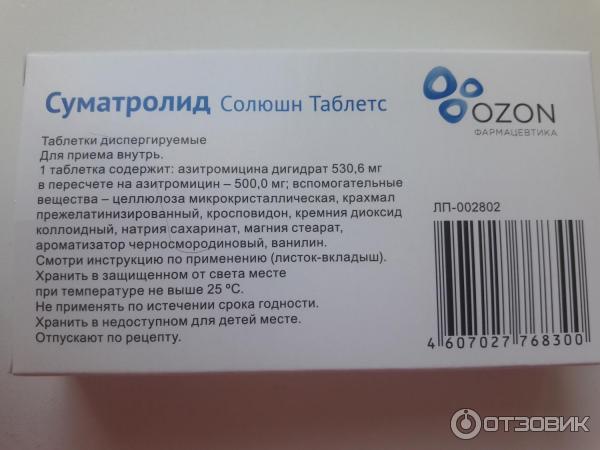 Суматролид Солюшн Таблетс
OZON
ФАРМАЦЕВТИКА
Таблетки диспергируемые
Для приема внутрь.
1 таблетка содержит: азитромицина дигидрат 530,6 мг
в пересчете на азитромицин – 500,0 мг; вспомогательные
вещества – целлюлоза микрокристаллическая, крахмал
прежелатинизированный, кросповидон, кремния диоксид
коллоидный, натрия сахаринат, магния стеарат,
ароматизатор черносмородиновый, ванилин.
Смотри инструкцию по применению (листок-вкладыш).
Хранить в защищенном от света месте
при температуре не выше 25 ºС.
Не применять по истечении срока годности.
Хранить в недоступном для детей месте.
Отпускают по рецепту.
ЛП-002802
4 607027 768300
ОТЗОВИК